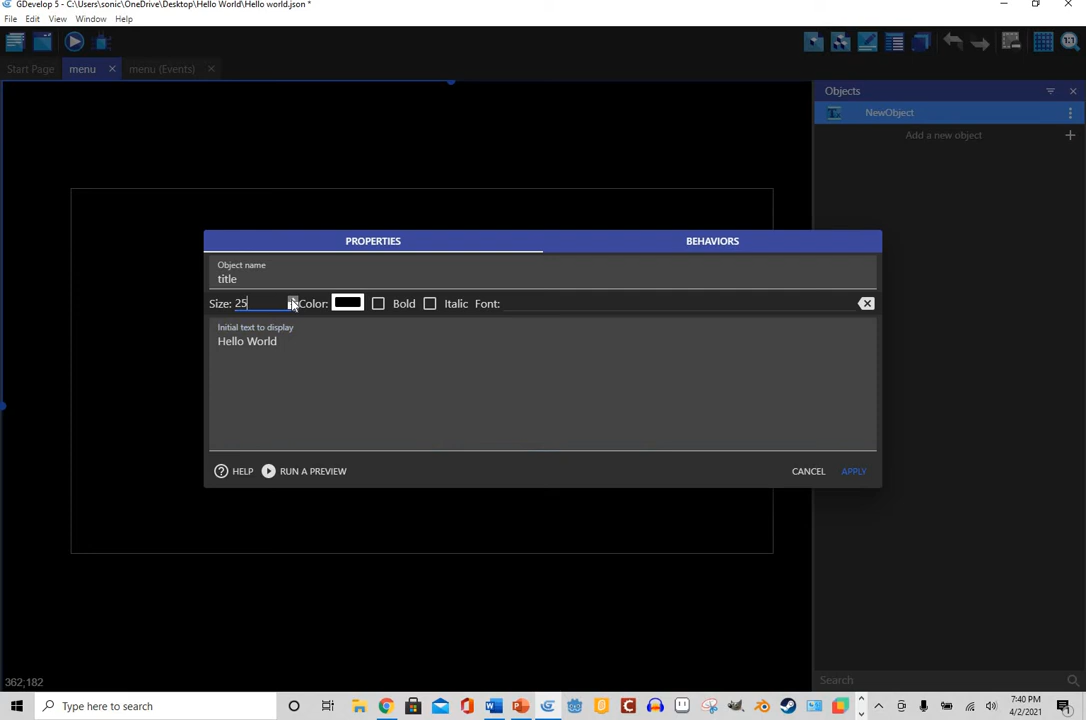 GDevelop 5 - C:\Users\sonic\OneDrive\Desktop\Hello World\Hello world.json *
File Edit View Window Help
Start Page menu menu (Events)
Objects
NewObject
Add a new object
PROPERTIES BEHAVIORS
Object name
title
Size: 25 Color: Bold Italic Font:
Initial text to display
Hello World
HELP RUN A PREVIEW CANCEL APPLY
362;182
Search
Type here to search
7:40 PM
4/2/2021
1:1
1